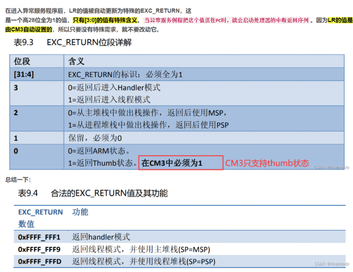 在进入异常服务程序后，LR的值被自动更新为特殊的EXC_RETURN，这
是一个高28位全为1的值，只有[3:0]的值有特殊含义，当异常服务例程把这个值送往PC时，就会启动处理器的中断返回序列。因为LR的值是
由CM3自动设置的，所以只要没有特殊需求，就不要改动它。
表9.3 EXC_RETURN位段详解
位段 含义
[31:4] EXC_RETURN的标识：必须全为1
3 0=返回后进入Handler模式
1=返回后进入线程模式
2 0=从主堆栈中做出栈操作，返回后使用MSP，
1=从进程堆栈中做出栈操作，返回后使用PSP
1 保留，必须为0
0 0=返回ARM状态。
1=返回Thumb状态。在CM3中必须为1 CM3只支持thumb状态
总结一下：
表9.4 合法的EXC_RETURN值及其功能
EXC_RETURN 功能
数值
0xFFFF_FFF1 返回handler模式
0xFFFF_FFF9 返回线程模式，并使用主堆栈(SP=MSP)
0xFFFF_FFFD 返回线程模式，并使用线程堆栈(SP=PSP)